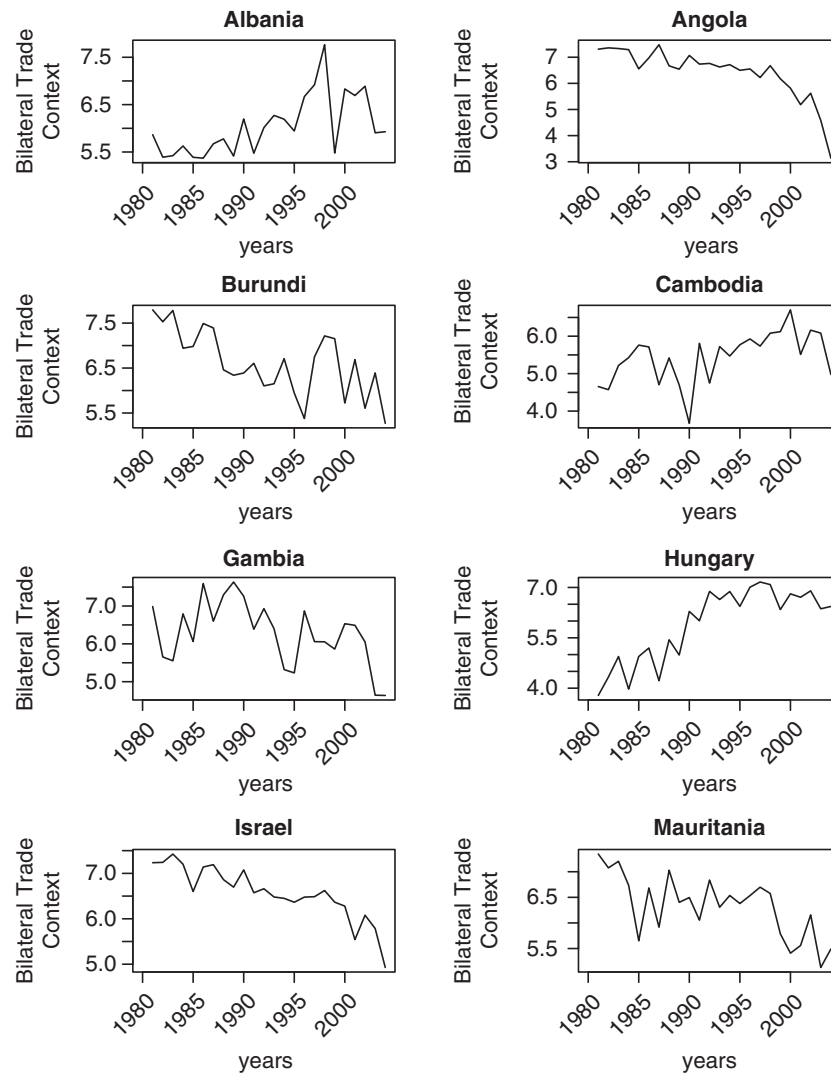 Albania
Bilateral Trade
Context
7.5
6.5
5.5
1980
1985
1990
1995
2000
years
Angola
Bilateral Trade
Context
7
6
5
4
3
1980
1985
1990
1995
2000
years
Burundi
Bilateral Trade
Context
7.5
6.5
5.5
1980
1985
1990
1995
2000
years
Cambodia
Bilateral Trade
Context
6.0
5.0
4.0
1980
1985
1990
1995
2000
years
Gambia
Bilateral Trade
Context
7.0
6.0
5.0
1980
1985
1990
1995
2000
years
Hungary
Bilateral Trade
Context
7.0
5.5
4.0
1980
1985
1990
1995
2000
years
Israel
Bilateral Trade
Context
7.0
6.0
5.0
1980
1985
1990
1995
2000
years
Mauritania
Bilateral Trade
Context
6.5
5.5
1980
1985
1990
1995
2000
years